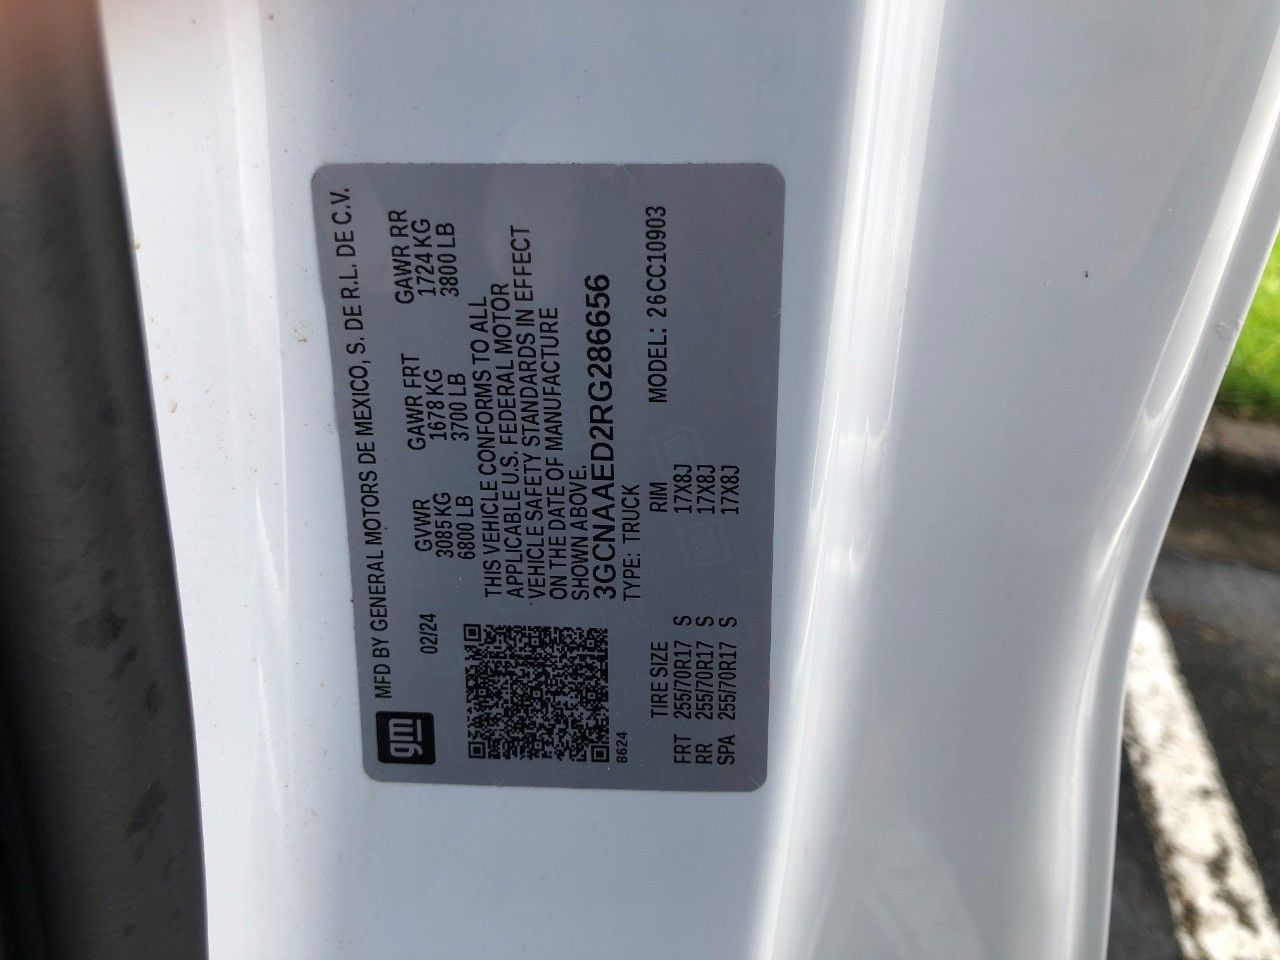 gm MFD BY GENERAL MOTORS DE MEXICO, S. DE R.L. DE C.V.
02/24 GVWR GAWR FRT GAWR RR
3085KG 1678 KG 1724 KG
6800 LB 3700 LB 3800 LB
THIS VEHICLE CONFORMS TO ALL
APPLICABLE U.S. FEDERAL MOTOR
VEHICLE SAFETY STANDARDS IN EFFECT
ON THE DATE OF MANUFACTURE
SHOWN ABOVE.
3GCNAAED2RG286656
8624 TYPE: TRUCK
TIRE SIZE RIM MODEL: 26CC10903
FRT 255/70R17 S 17X8J
RR 255/70R17 S 17X8J
SPA 255/70R17 S 17X8J